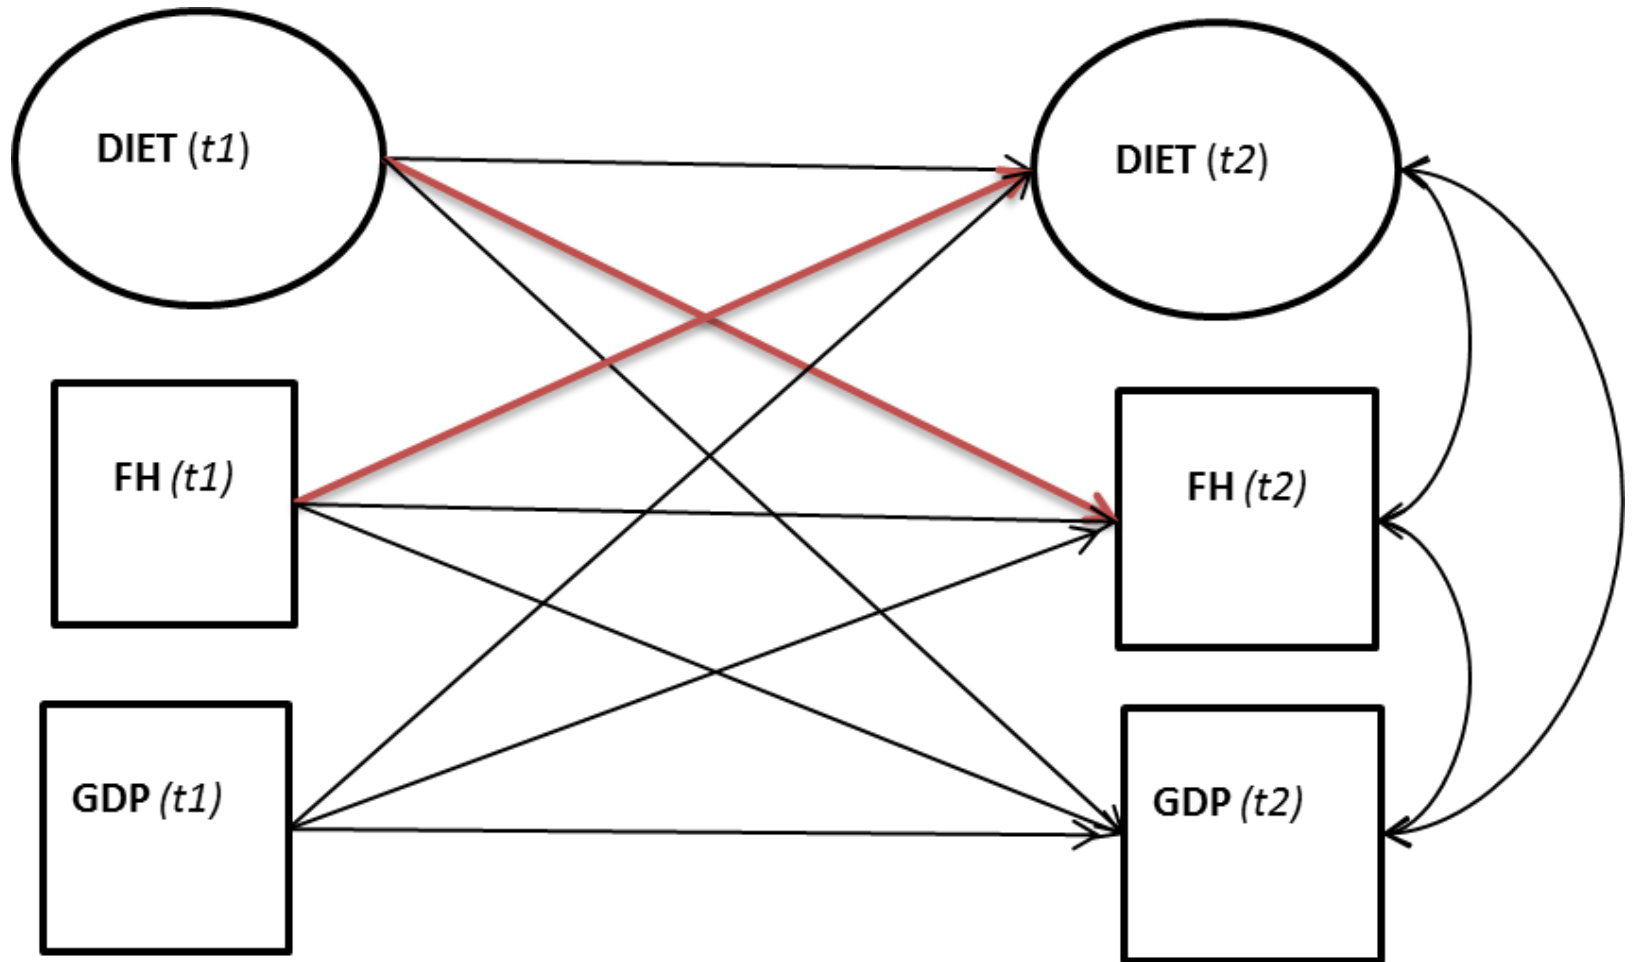 DIET (t1)
DIET (t2)
FH (t1)
FH (t2)
GDP (t1)
GDP (t2)